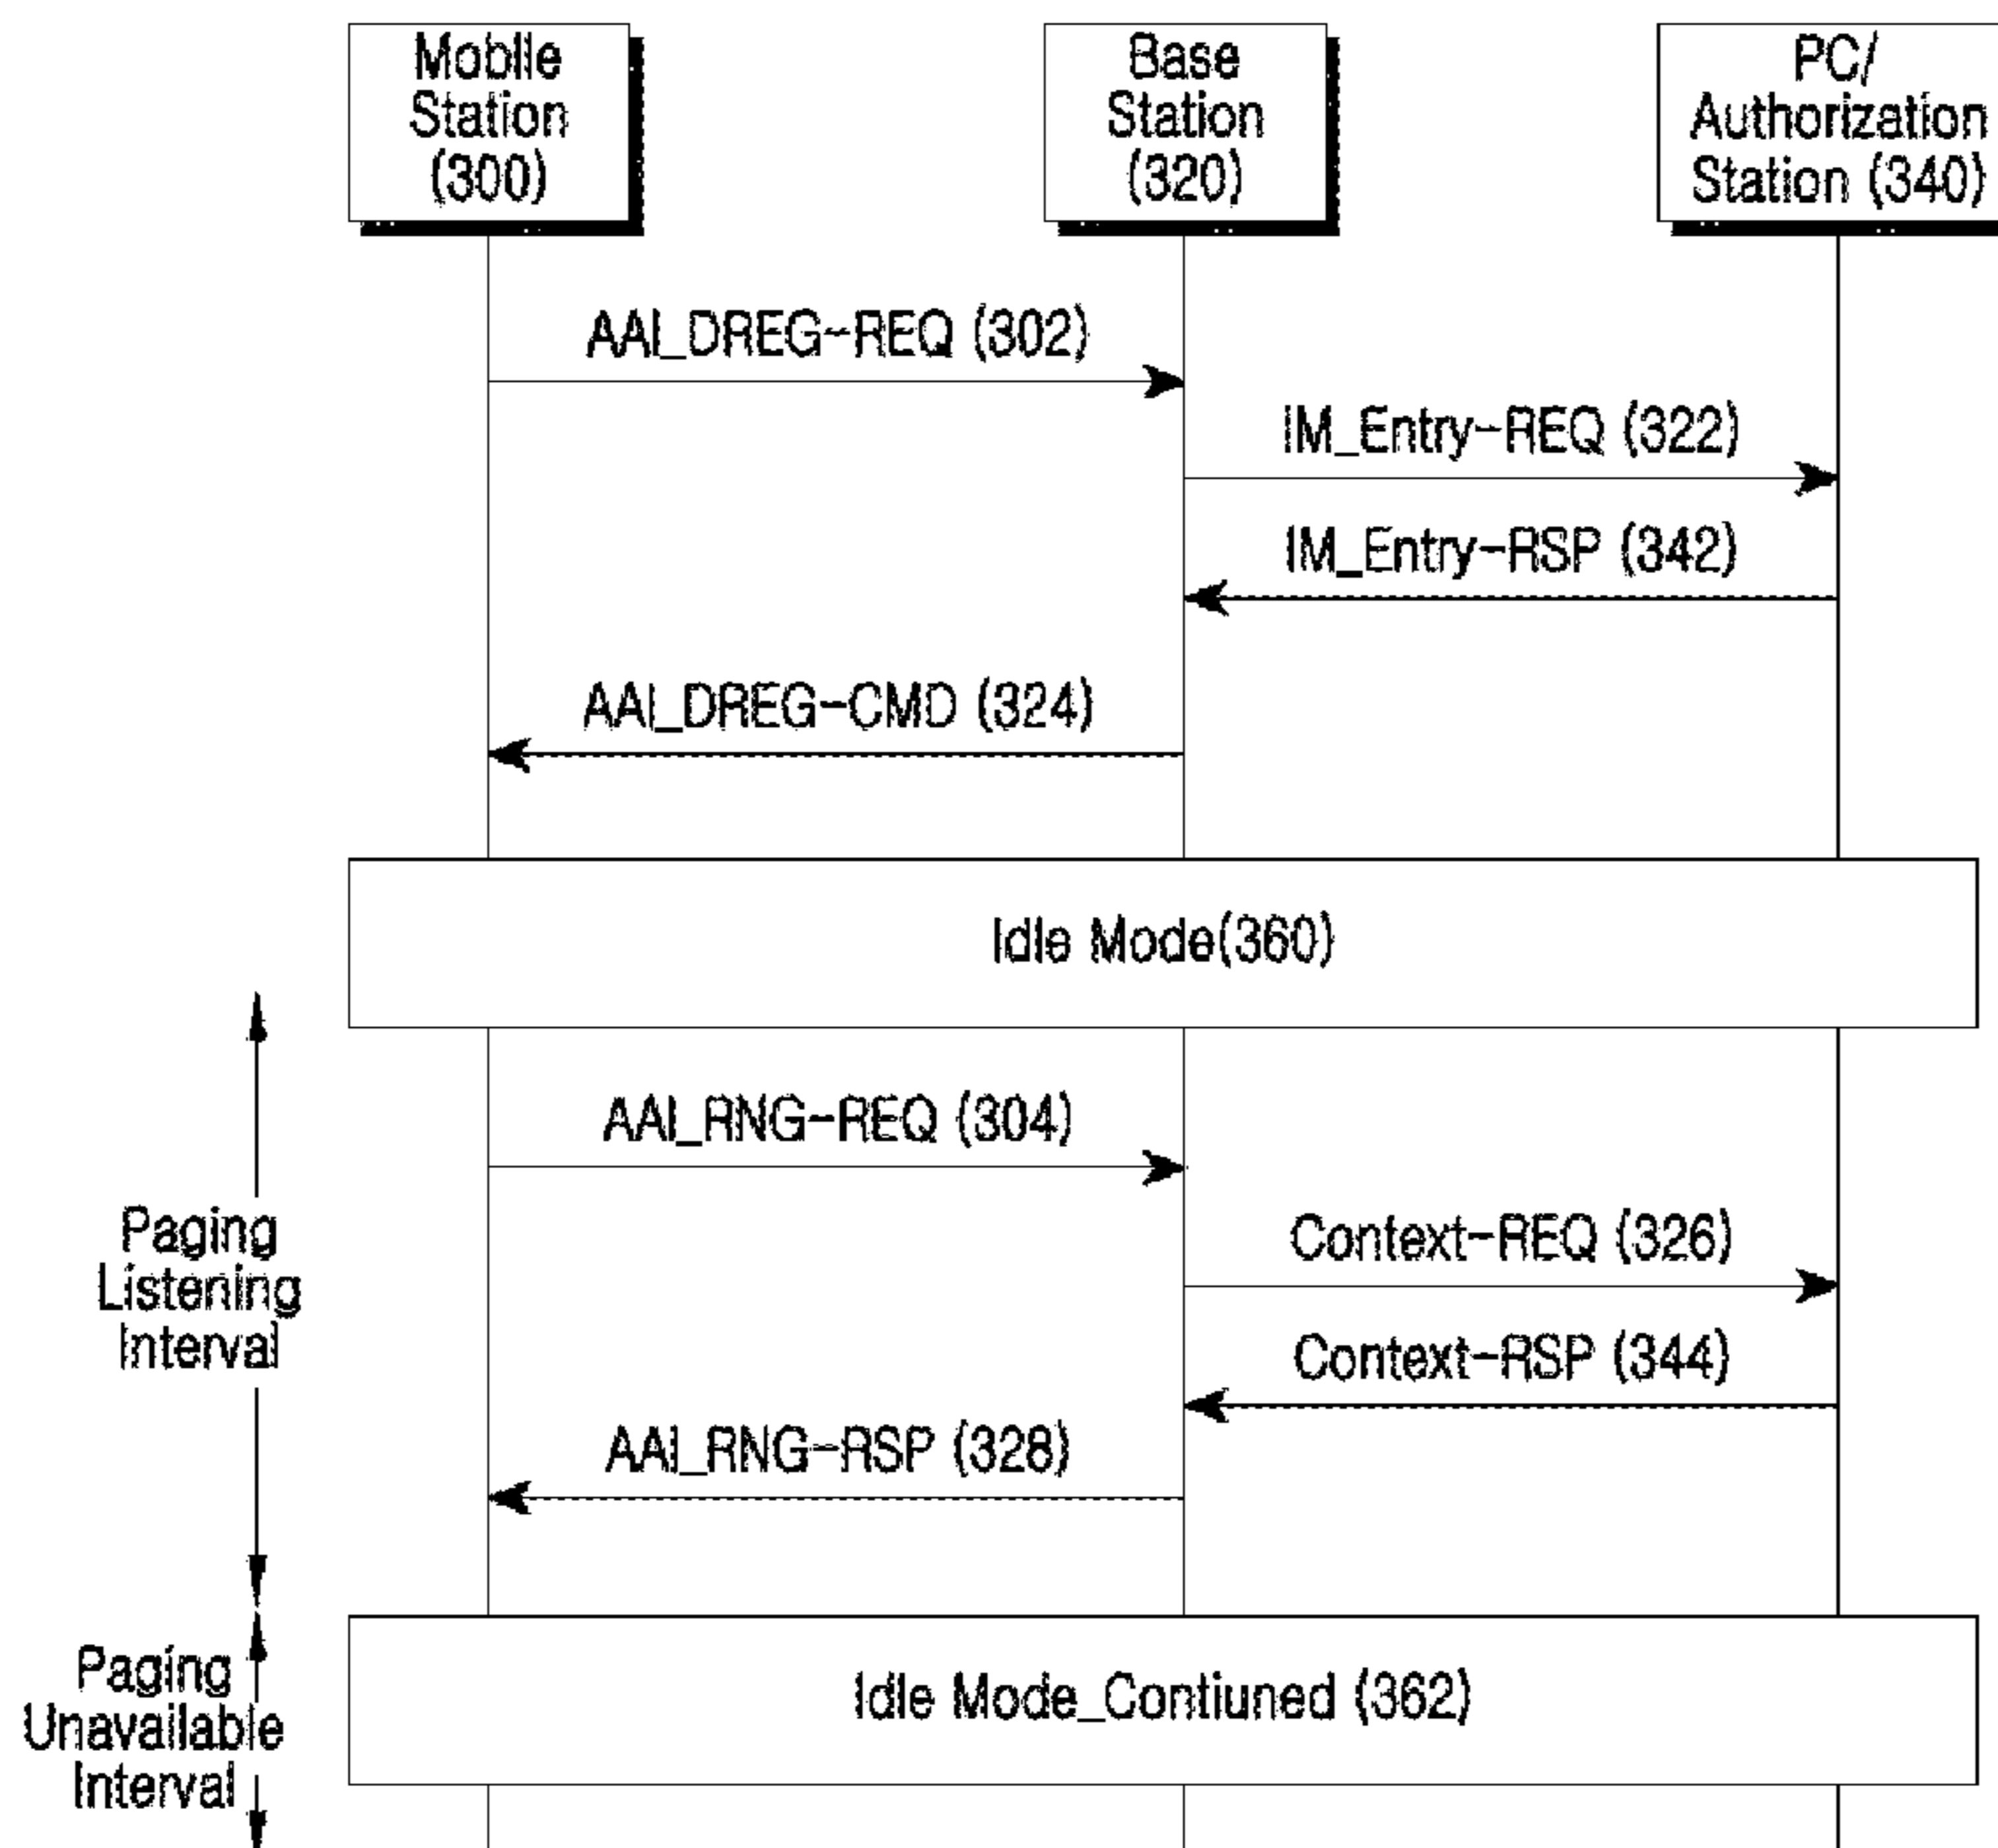 Mobile
Station
(300)
Base
Station
(320)
PC/
Authorization
Station (340)
AAI_DREG-REQ (302)
IM_Entry-REQ (322)
IM_Entry-RSP (342)
AAI_DREG-CMD (324)
Idle Mode(360)
AAI_RNG-REQ (304)
Paging
Listening
Interval
Context-REQ (326)
Context-RSP (344)
AAI_RNG-RSP (328)
Paging
Unavailable
Interval
Idle Mode_Contiuned (362)